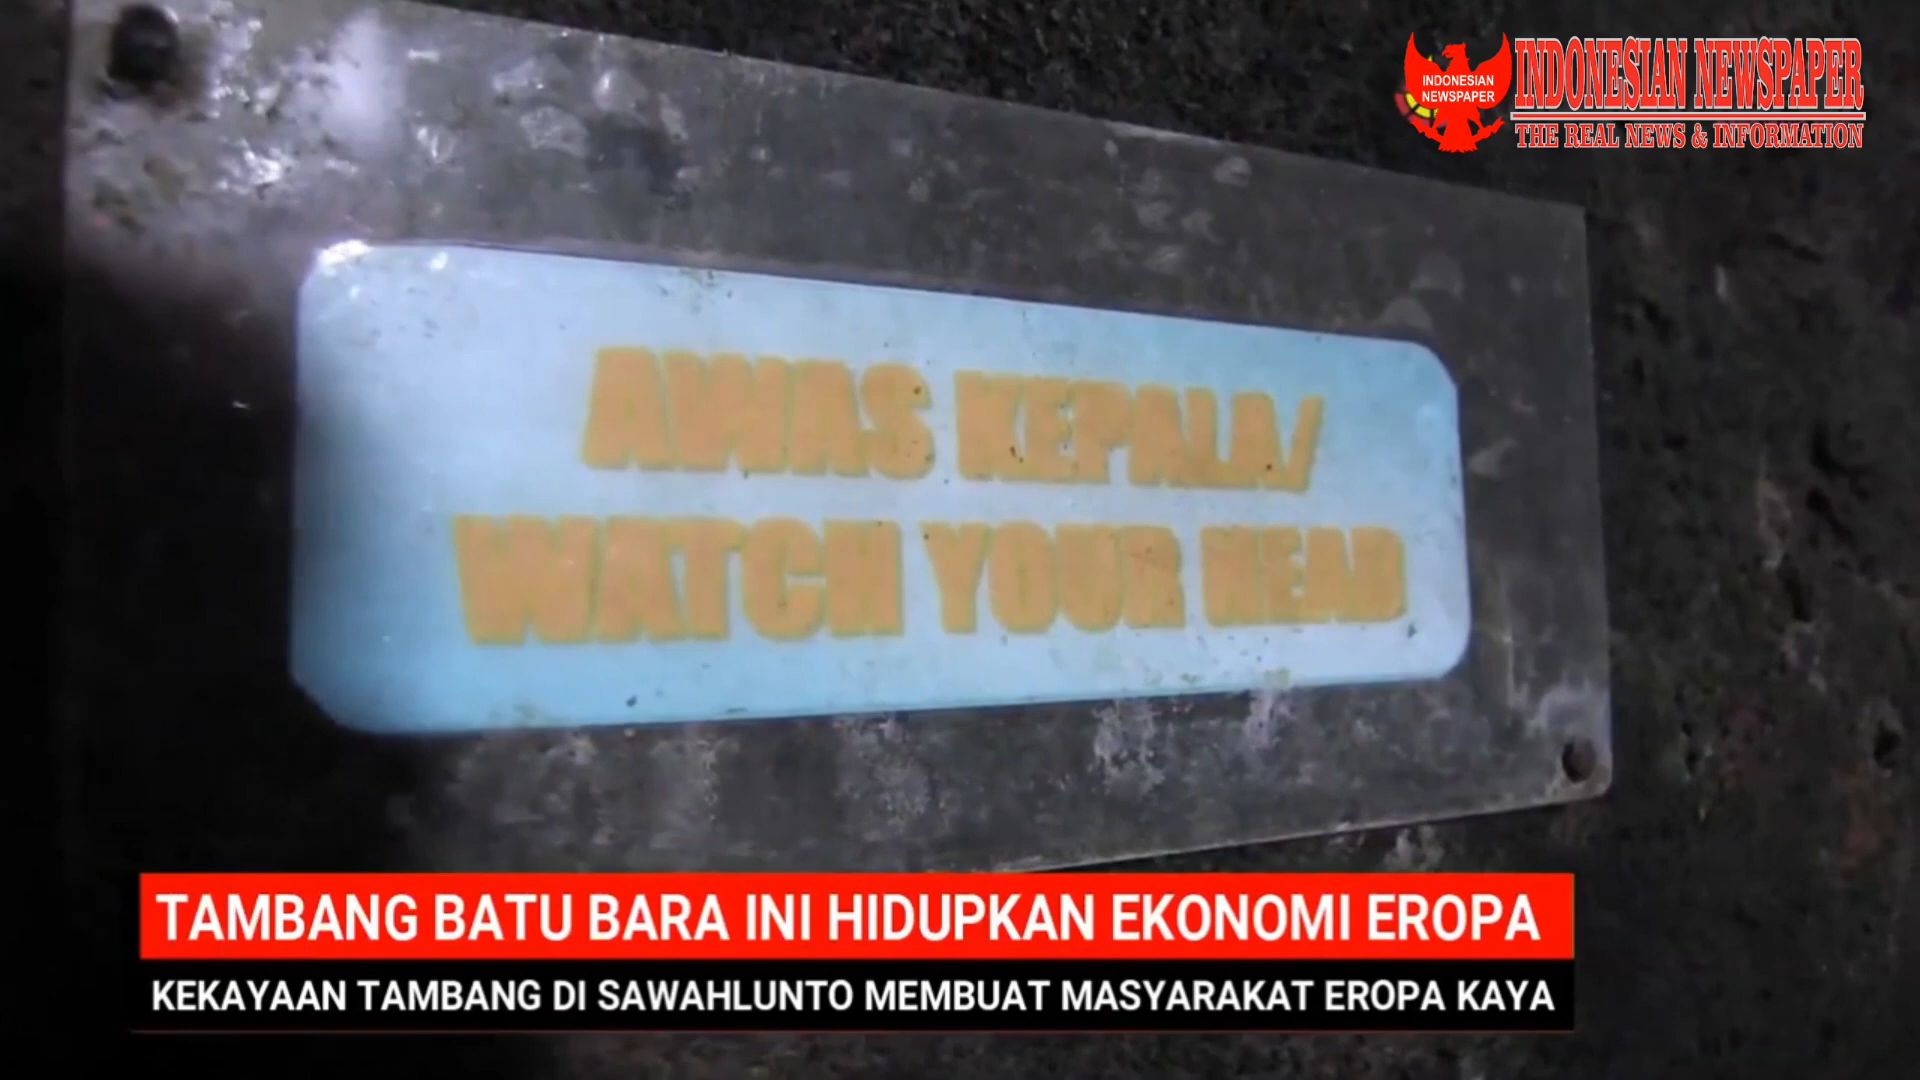 INDONESIAN
NEWSPAPER
INDONESIAN NEWSPAPER
THE REAL NEWS & INFORMATION
AWAS KEPALA/
WATCH YOUR HEAD
TAMBANG BATU BARA INI HIDUPKAN EKONOMI EROPA
KEKAYAAN TAMBANG DI SAWAHLUNTO MEMBUAT MASYARAKAT EROPA KAYA